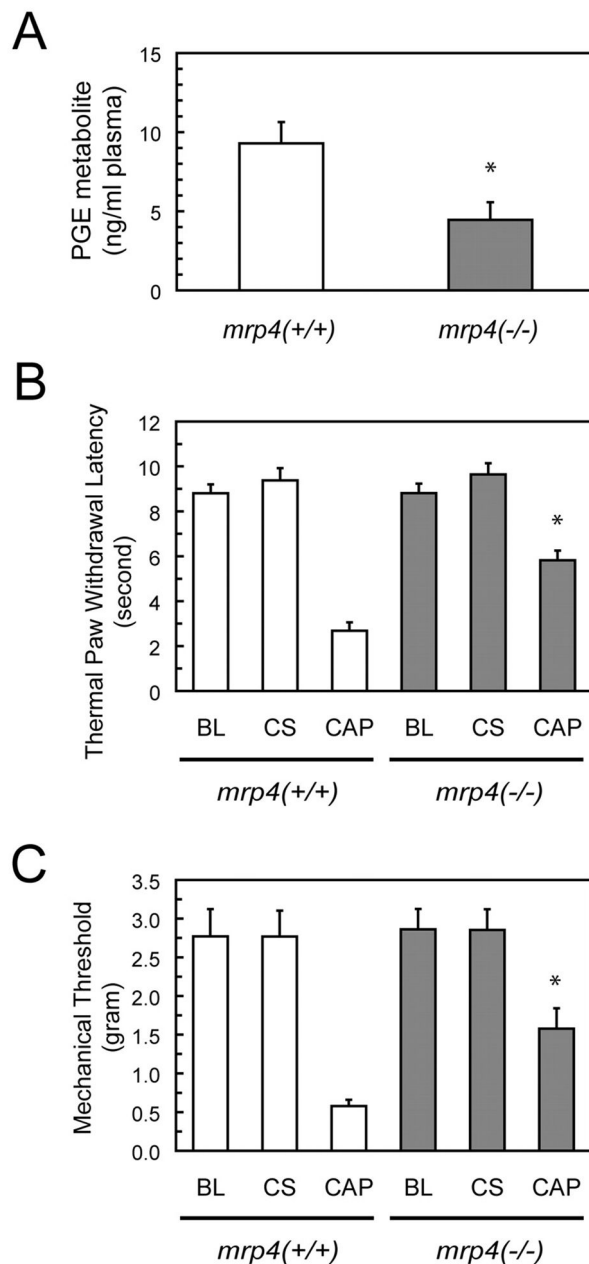 A
PGE metabolite
(ng/ml plasma)
15
10
5
0
*
mrp4(+/+)
mrp4(-/-)
B
Thermal Paw Withdrawal Latency
(second)
12
10
8
6
4
2
0
*
BL CS CAP BL CS CAP
mrp4(+/+) mrp4(-/-)
C
Mechanical Threshold
(gram)
3.5
3.0
2.5
2.0
1.5
1.0
0.5
0.0
*
BL CS CAP BL CS CAP
mrp4(+/+) mrp4(-/-)